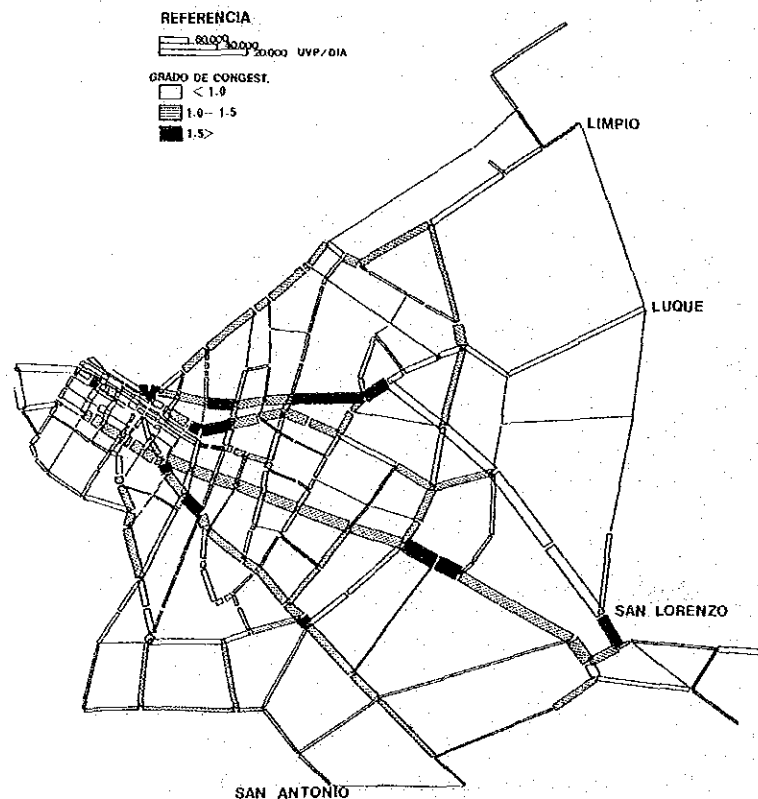 REFERENCIA
60.000
40.000
20.000 UVP/DIA
GRADO DE CONGEST.
< 1.0
1.0-- 1.5
1.5>
LIMPIO
LUQUE
SAN LORENZO
SAN ANTONIO